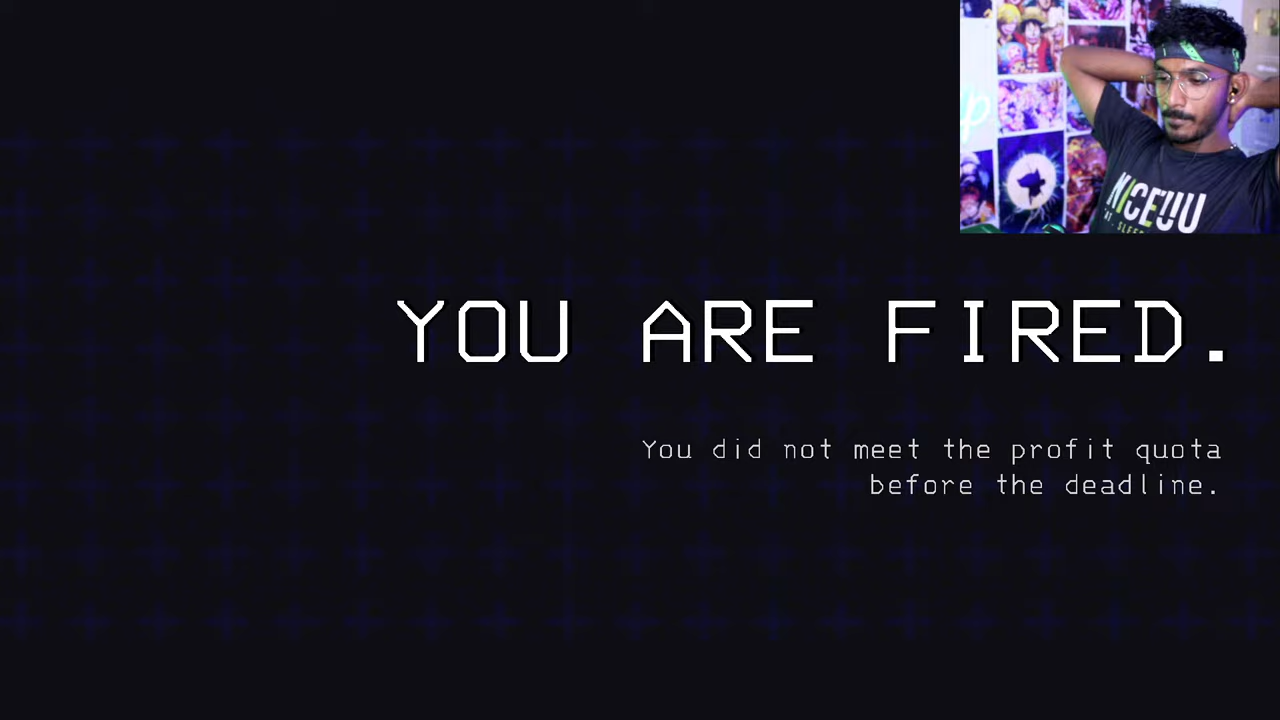 p
NICEUU
YOU ARE FIRED.
You did not meet the profit quota
before the deadline.